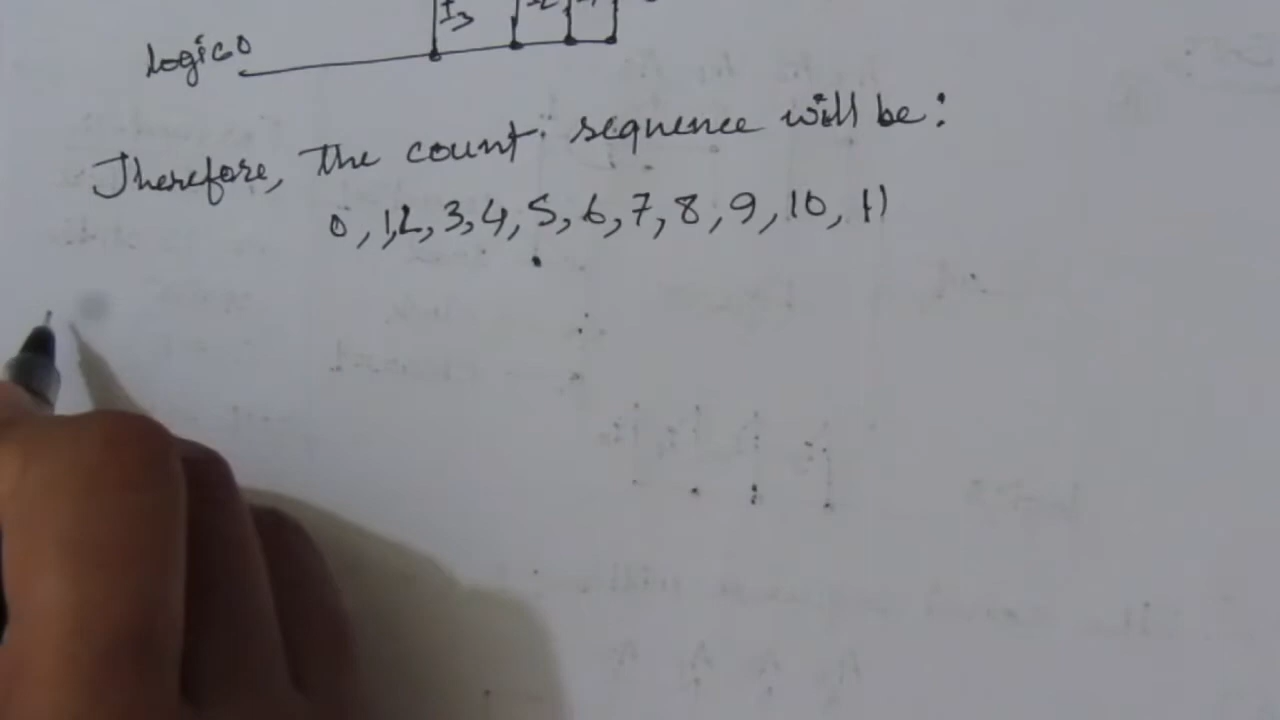 I3
Logic 0
Therefore, the count sequence will be:
0, 1, 2, 3, 4, 5, 6, 7, 8, 9, 10, 11